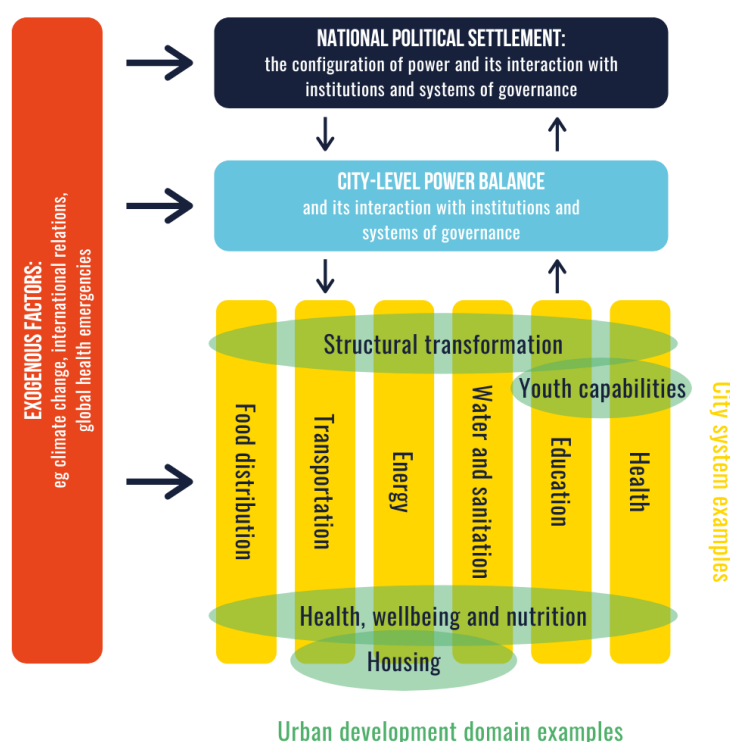 EXOGENOUS FACTORS:
eg climate change, international relations,
global health emergencies
NATIONAL POLITICAL SETTLEMENT:
the configuration of power and its interaction with
institutions and systems of governance
CITY-LEVEL POWER BALANCE
and its interaction with institutions and
systems of governance
Structural transformation
Youth capabilities
Food distribution
Transportation
Energy
Water and sanitation
Education
Health
City system examples
Health, wellbeing and nutrition
Housing
Urban development domain examples